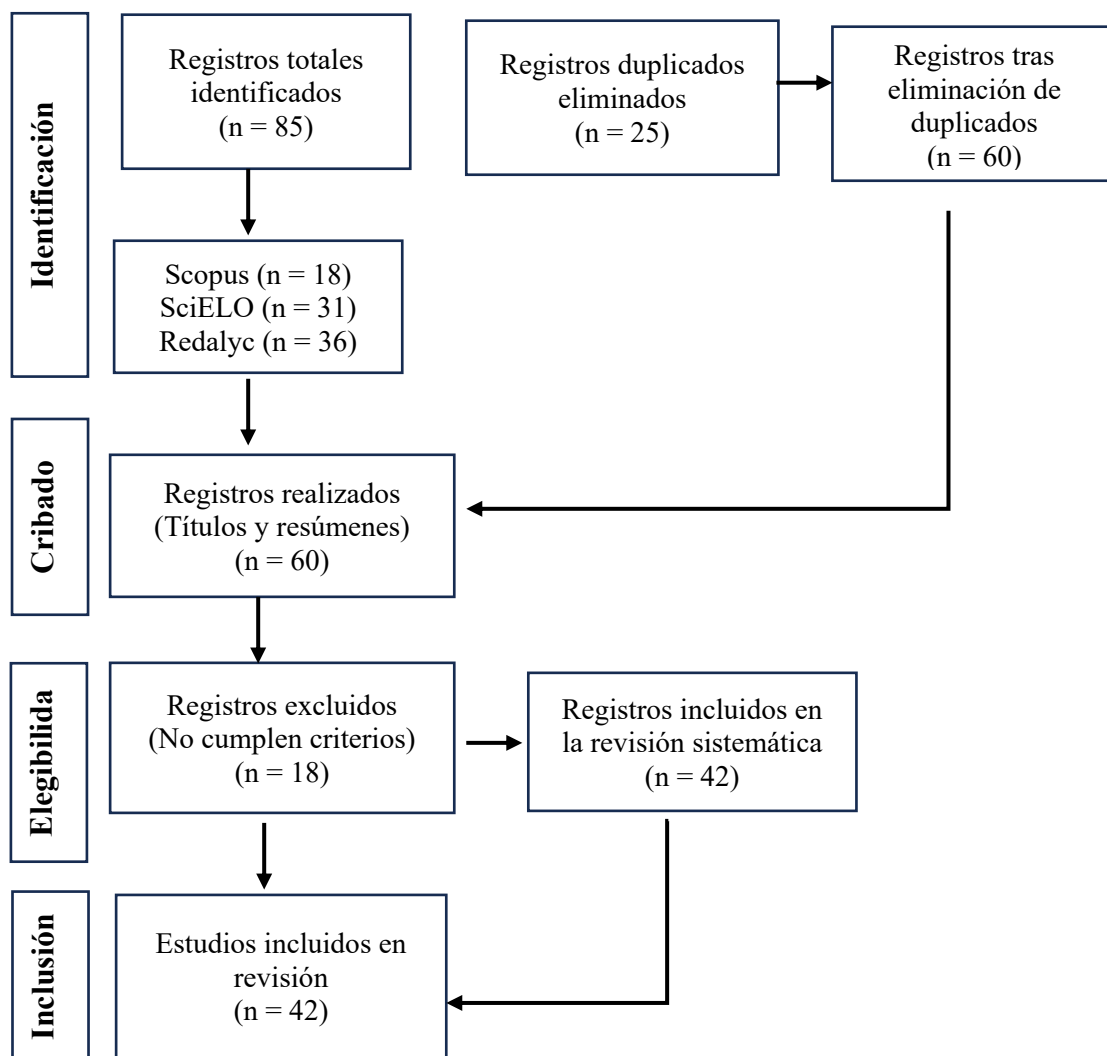 Identificación
Registros totales
identificados
(n = 85)
Registros duplicados
eliminados
(n = 25)
Registros tras
eliminación de
duplicados
(n = 60)
Scopus (n = 18)
SciELO (n = 31)
Redalyc (n = 36)
Cribado
Registros realizados
(Títulos y resúmenes)
(n = 60)
Elegibilida
Registros excluidos
(No cumplen criterios)
(n = 18)
Registros incluidos en
la revisión sistemática
(n = 42)
Inclusión
Estudios incluidos en
revisión
(n = 42)